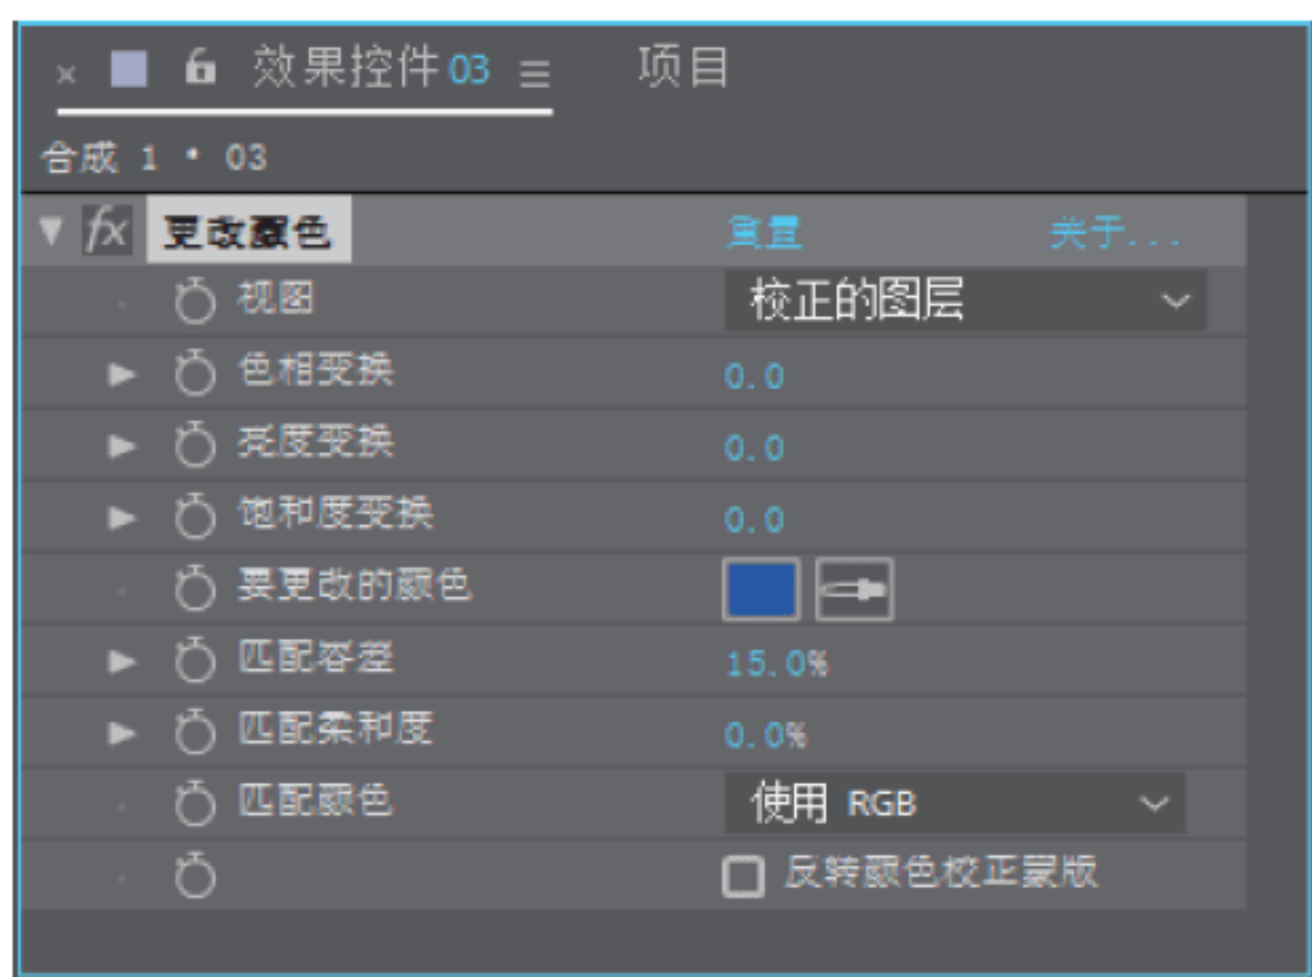 × 效果控件 03 ≡ 项目
合成 1 • 03
fx 更改颜色 重置 关于...
视图 校正的图层
色相变换 0.0
亮度变换 0.0
饱和度变换 0.0
要更改的颜色
匹配容差 15.0%
匹配柔和度 0.0%
匹配颜色 使用 RGB
反转颜色校正蒙版